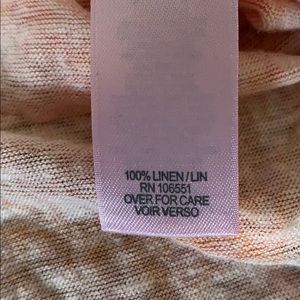 100% LINEN / LIN
RN 106551
OVER FOR CARE
VOIR VERSO